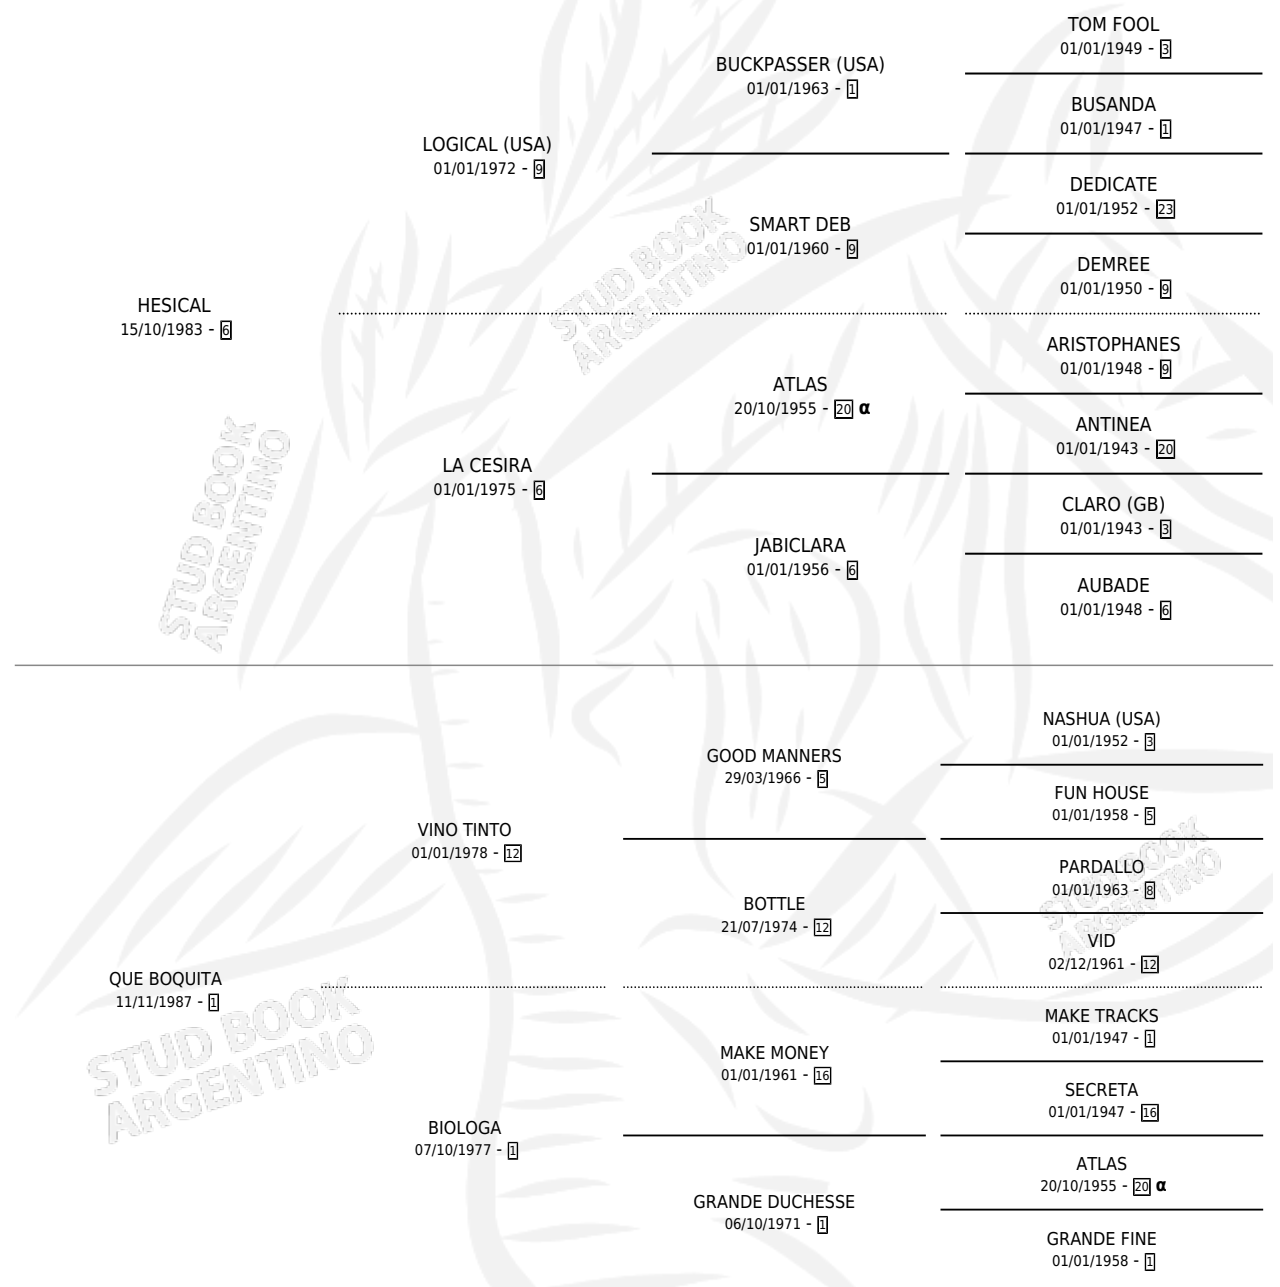 TOM FOOL
01/01/1949 - 3
BUCKPASSER (USA)
01/01/1963 - 1
BUSANDA
01/01/1947 - 1
LOGICAL (USA)
01/01/1972 - 9
DEDICATE
01/01/1952 - 23
SMART DEB
01/01/1960 - 9
DEMREE
01/01/1950 - 9
HESICAL
15/10/1983 - 6
ARISTOPHANES
01/01/1948 - 9
ATLAS
20/10/1955 - 20 α
ANTINEA
01/01/1943 - 20
LA CESIRA
01/01/1975 - 6
CLARO (GB)
01/01/1943 - 3
JABICLARA
01/01/1956 - 6
AUBADE
01/01/1948 - 6
NASHUA (USA)
01/01/1952 - 3
GOOD MANNERS
29/03/1966 - 5
FUN HOUSE
01/01/1958 - 5
VINO TINTO
01/01/1978 - 12
PARDALLO
01/01/1963 - 8
BOTTLE
21/07/1974 - 12
VID
02/12/1961 - 12
QUE BOQUITA
11/11/1987 - 1
MAKE TRACKS
01/01/1947 - 1
MAKE MONEY
01/01/1961 - 16
SECRETA
01/01/1947 - 16
BIOLOGA
07/10/1977 - 1
ATLAS
20/10/1955 - 20 α
GRANDE DUCHESSE
06/10/1971 - 1
GRANDE FINE
01/01/1958 - 1
STUD BOOK
ARGENTINO
STUD BOOK
ARGENTINO
STUD BOOK
ARGENTINO
STUD BOOK
ARGENTINO